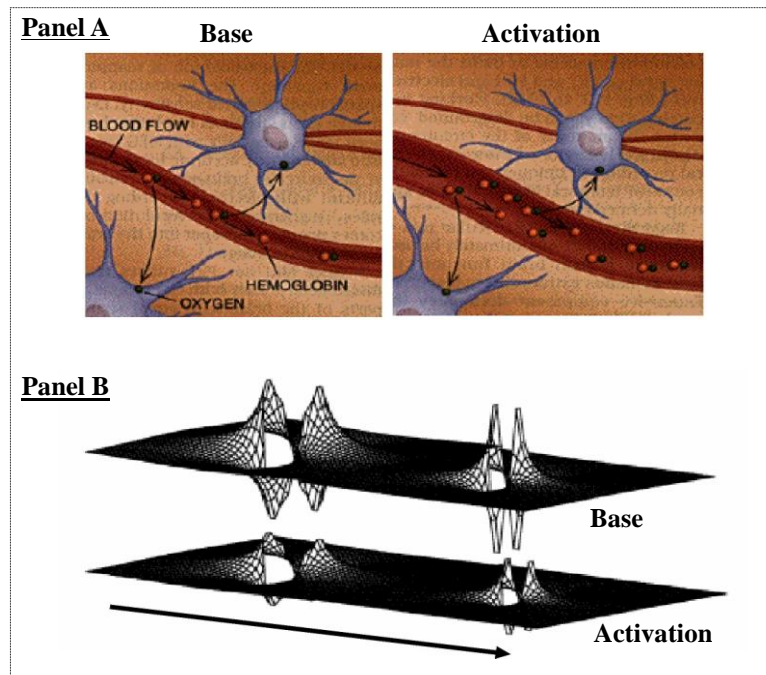 Panel A
Base
Activation
BLOOD FLOW
HEMOGLOBIN
OXYGEN
Panel B
Base
Activation